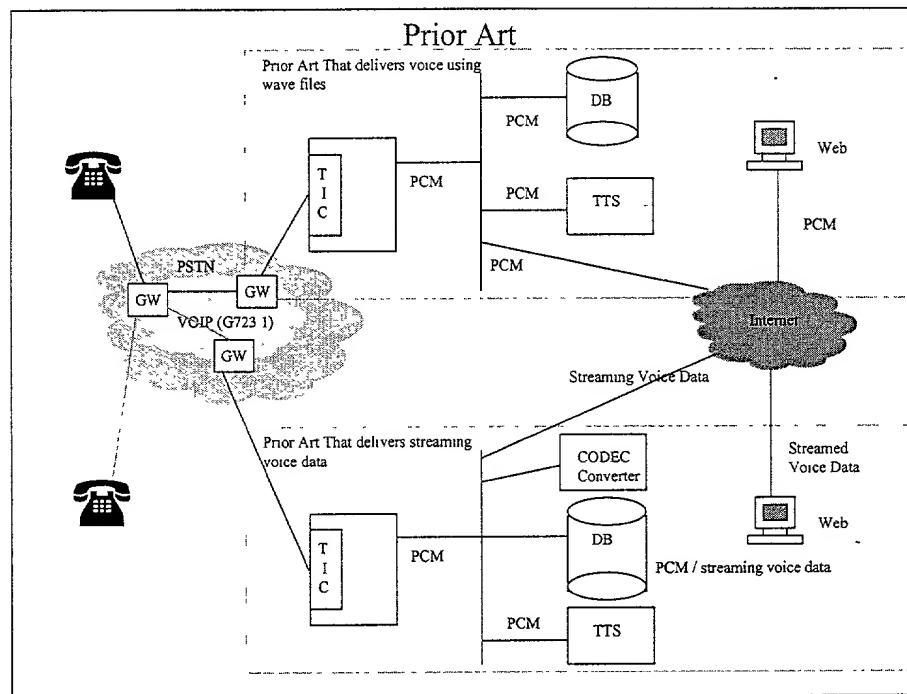 Prior Art
Prior Art That delivers voice using
wave files
DB
PCM
Web
T
I
C
PCM
PCM
TTS
PCM
PCM
PSTN
GW
GW
VOIP (G723 1)
GW
Internet
Streaming Voice Data
Prior Art That delivers streaming
voice data
CODEC
Converter
Streamed
Voice Data
T
I
C
PCM
DB
Web
PCM / streaming voice data
PCM
TTS